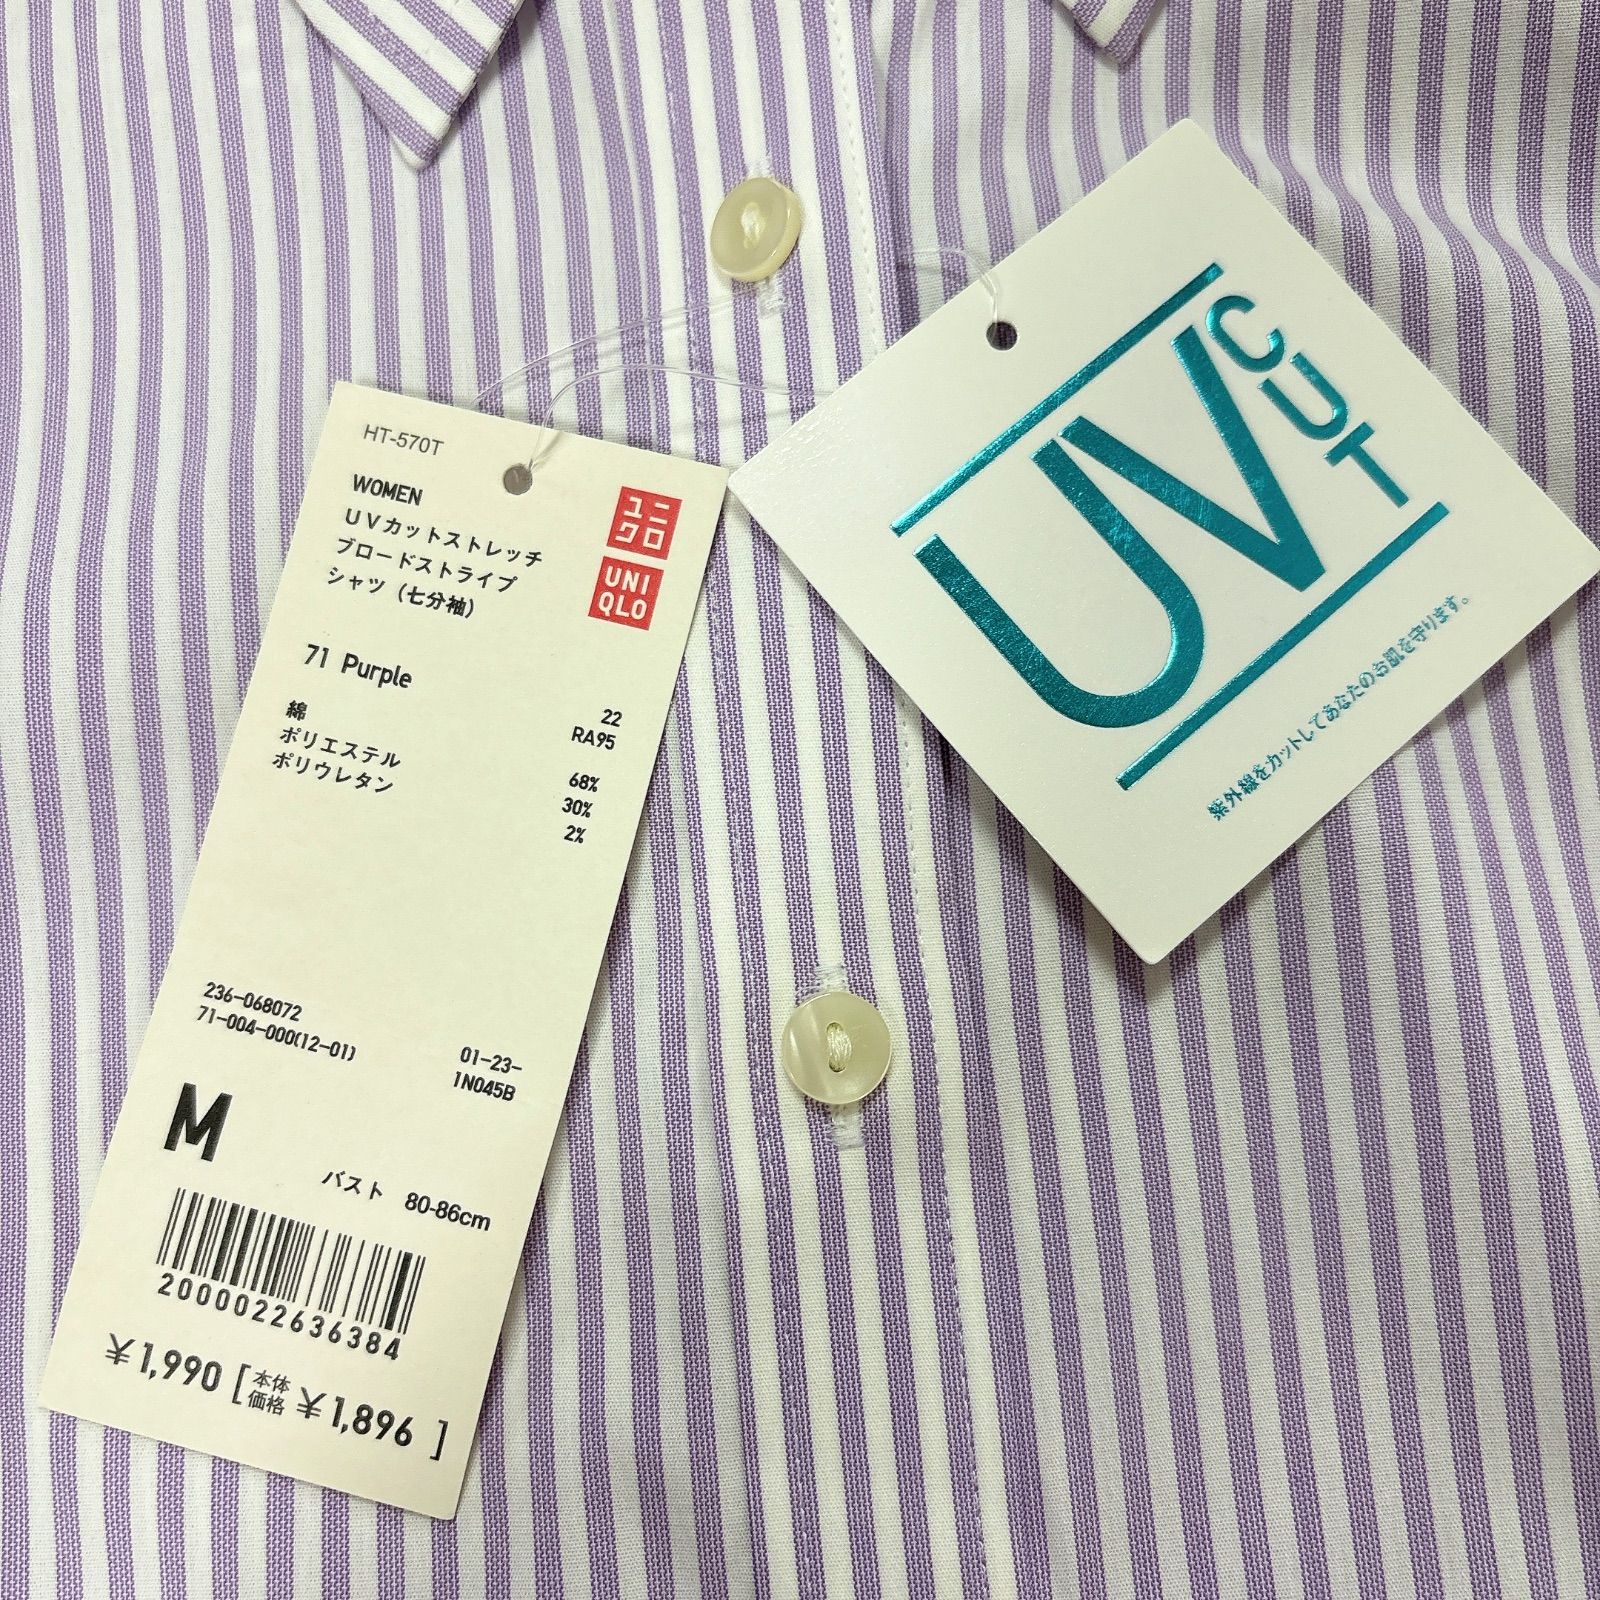 HT-570T
WOMEN
UVカットストレッチ
ブロードストライプ
シャツ (七分袖)
ユニ
クロ
UNI
QLO
71 Purple
22
RA95
綿 68%
ポリエステル 30%
ポリウレタン 2%
236-068072
71-004-000(12-01)
01-23-
1N045B
M
バスト 80-86cm
2000022636384
¥1,990 [本体価格 ¥1,896]
UV CUT
紫外線をカットしてあなたのお肌を守ります。